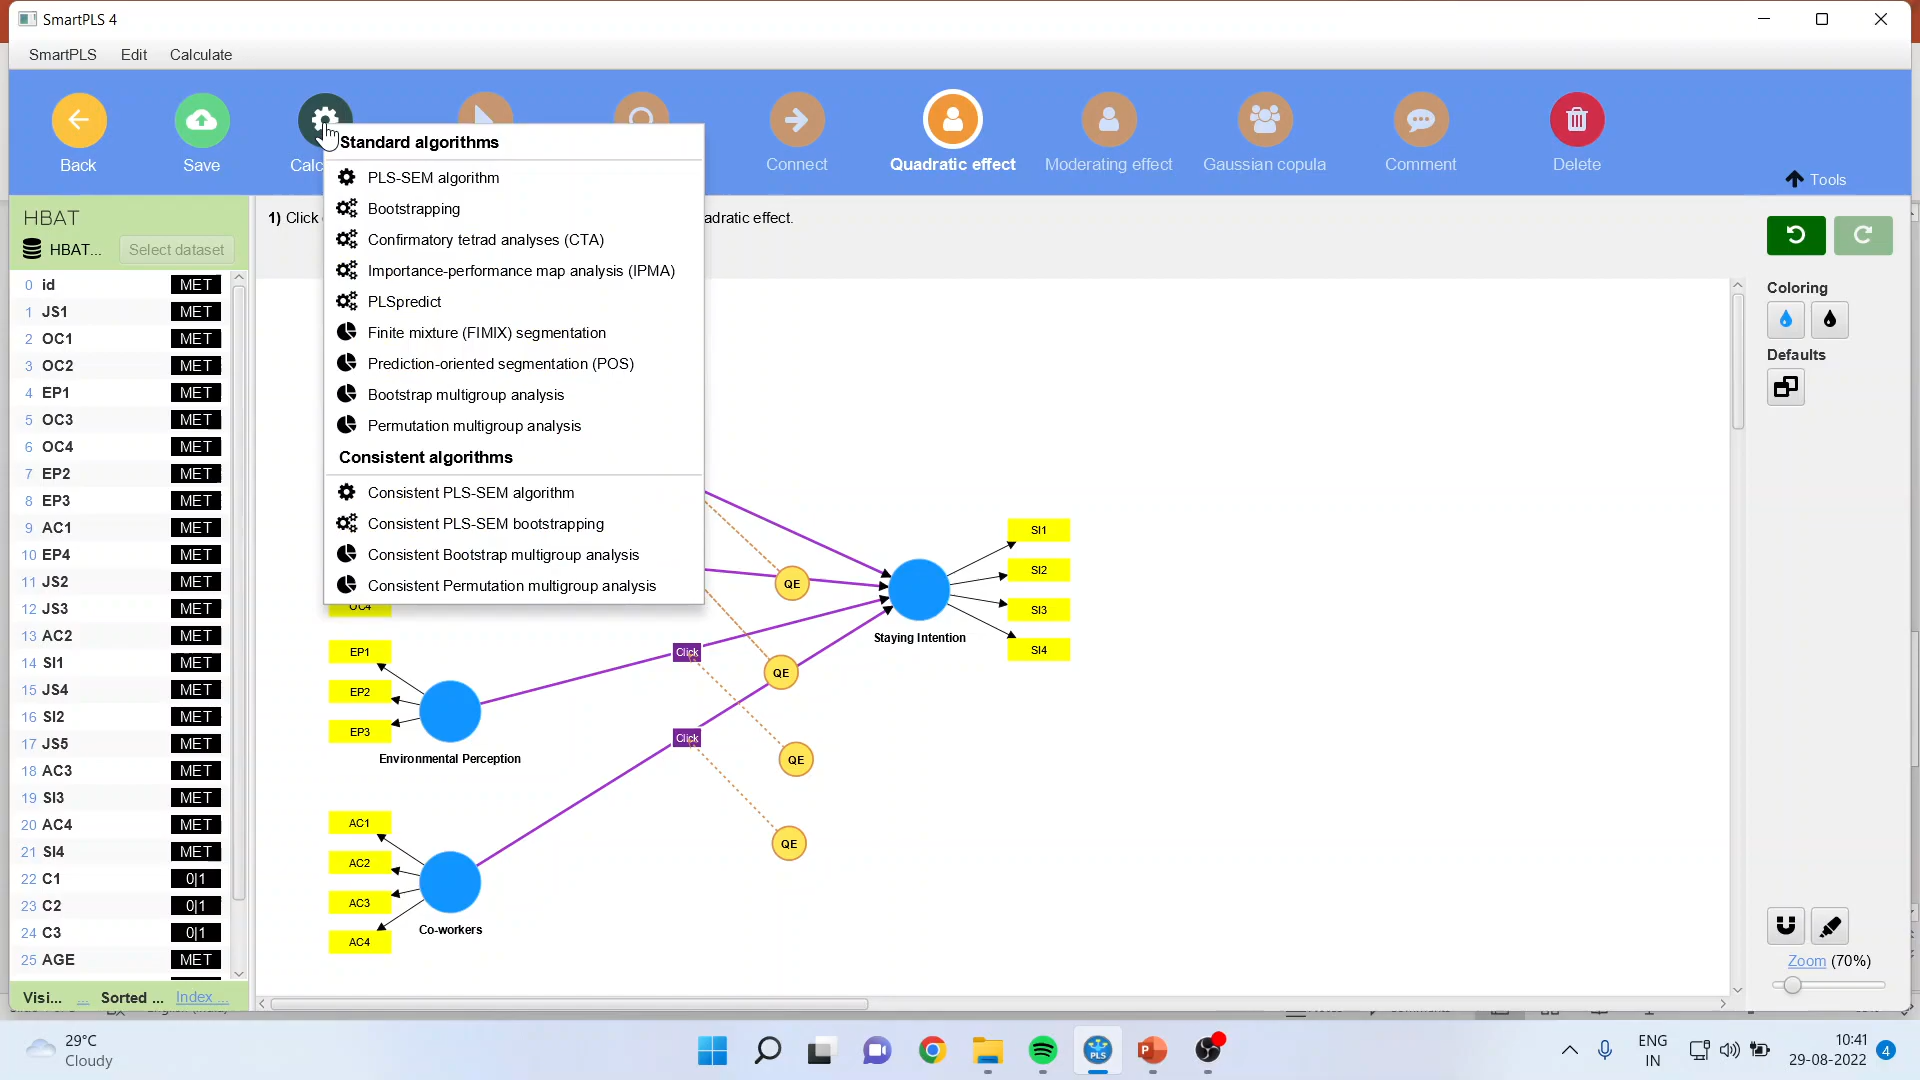 SmartPLS 4
SmartPLS Edit Calculate
Back
Save
Connect
Quadratic effect
Moderating effect
Gaussian copula
Comment
Delete
Tools
Standard algorithms
PLS-SEM algorithm
Bootstrapping
Confirmatory tetrad analyses (CTA)
Importance-performance map analysis (IPMA)
PLSpredict
Finite mixture (FIMIX) segmentation
Prediction-oriented segmentation (POS)
Bootstrap multigroup analysis
Permutation multigroup analysis
Consistent algorithms
Consistent PLS-SEM algorithm
Consistent PLS-SEM bootstrapping
Consistent Bootstrap multigroup analysis
Consistent Permutation multigroup analysis
HBAT
HBAT... Select dataset
1) Click
effect.
0 id MET
1 JS1 MET
2 OC1 MET
3 OC2 MET
4 EP1 MET
5 OC3 MET
6 OC4 MET
7 EP2 MET
8 EP3 MET
9 AC1 MET
10 EP4 MET
11 JS2 MET
12 JS3 MET
13 AC2 MET
14 SI1 MET
15 JS4 MET
16 SI2 MET
17 JS5 MET
18 AC3 MET
19 SI3 MET
20 AC4 MET
21 SI4 MET
22 C1 0|1
23 C2 0|1
24 C3 0|1
25 AGE MET
Visi... ... Sorted ... Index ...
OC4
EP1
EP2
EP3
Environmental Perception
AC1
AC2
AC3
AC4
Co-workers
Click
Click
QE
QE
QE
QE
Staying Intention
SI1
SI2
SI3
SI4
Coloring
Defaults
Zoom (70%)
29°C
Cloudy
PLS
ENG
IN
10:41
29-08-2022
4